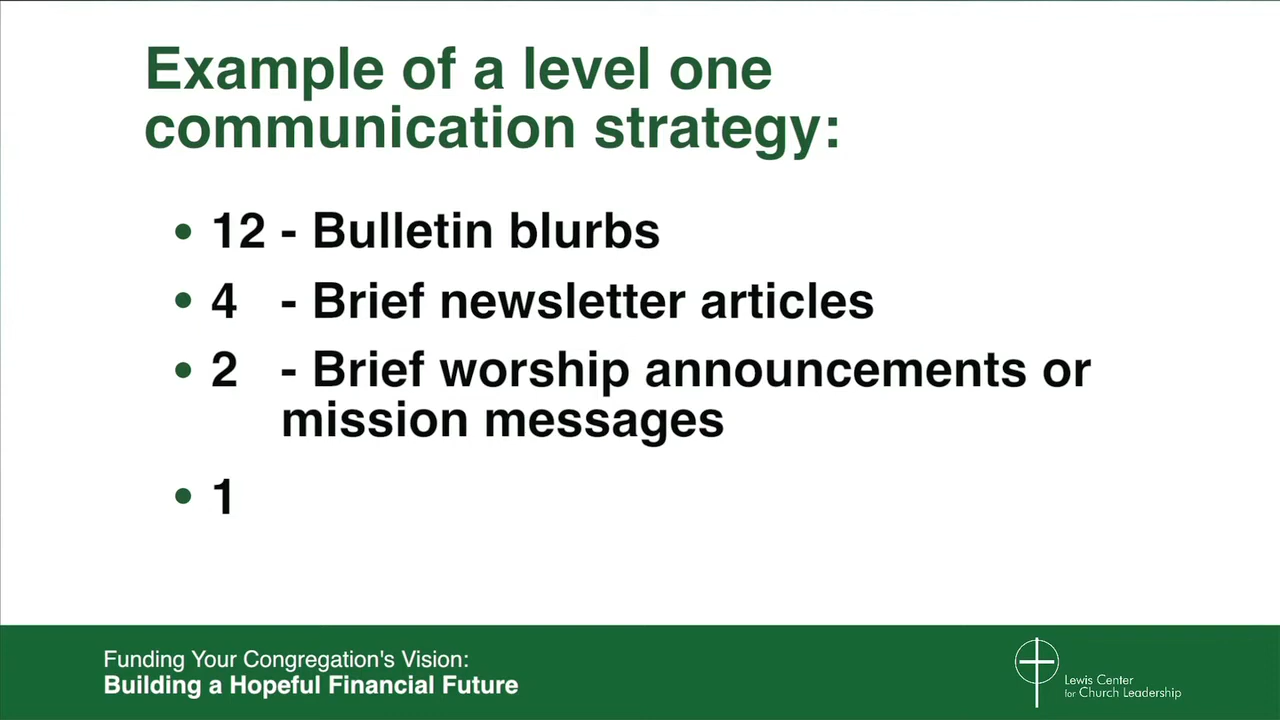 Example of a level one
communication strategy:
• 12 - Bulletin blurbs
• 4 - Brief newsletter articles
• 2 - Brief worship announcements or
mission messages
• 1
Funding Your Congregation's Vision:
Building a Hopeful Financial Future
Lewis Center
for Church Leadership